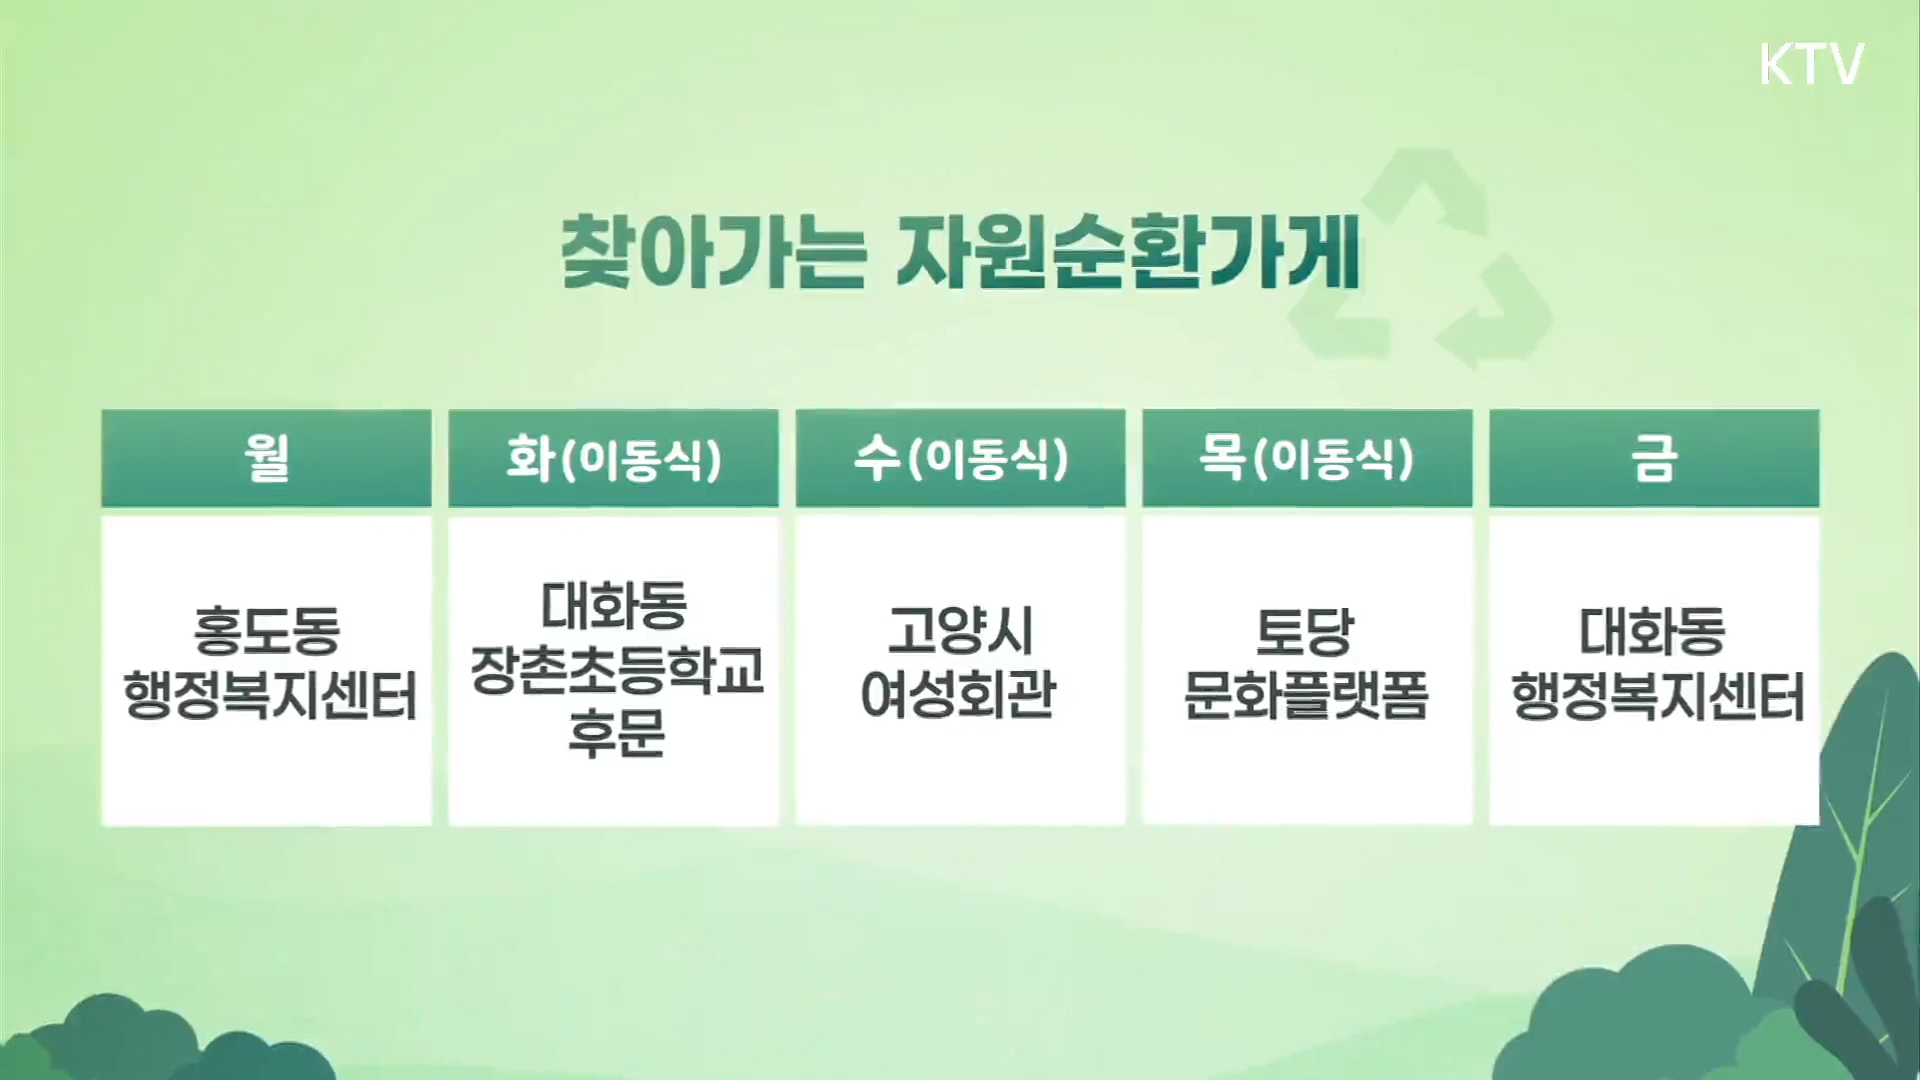 KTV
찾아가는 자원순환가게
월
화(이동식)
수(이동식)
목(이동식)
금
홍도동
행정복지센터
대화동
장촌초등학교
후문
고양시
여성회관
토당
문화플랫폼
대화동
행정복지센터